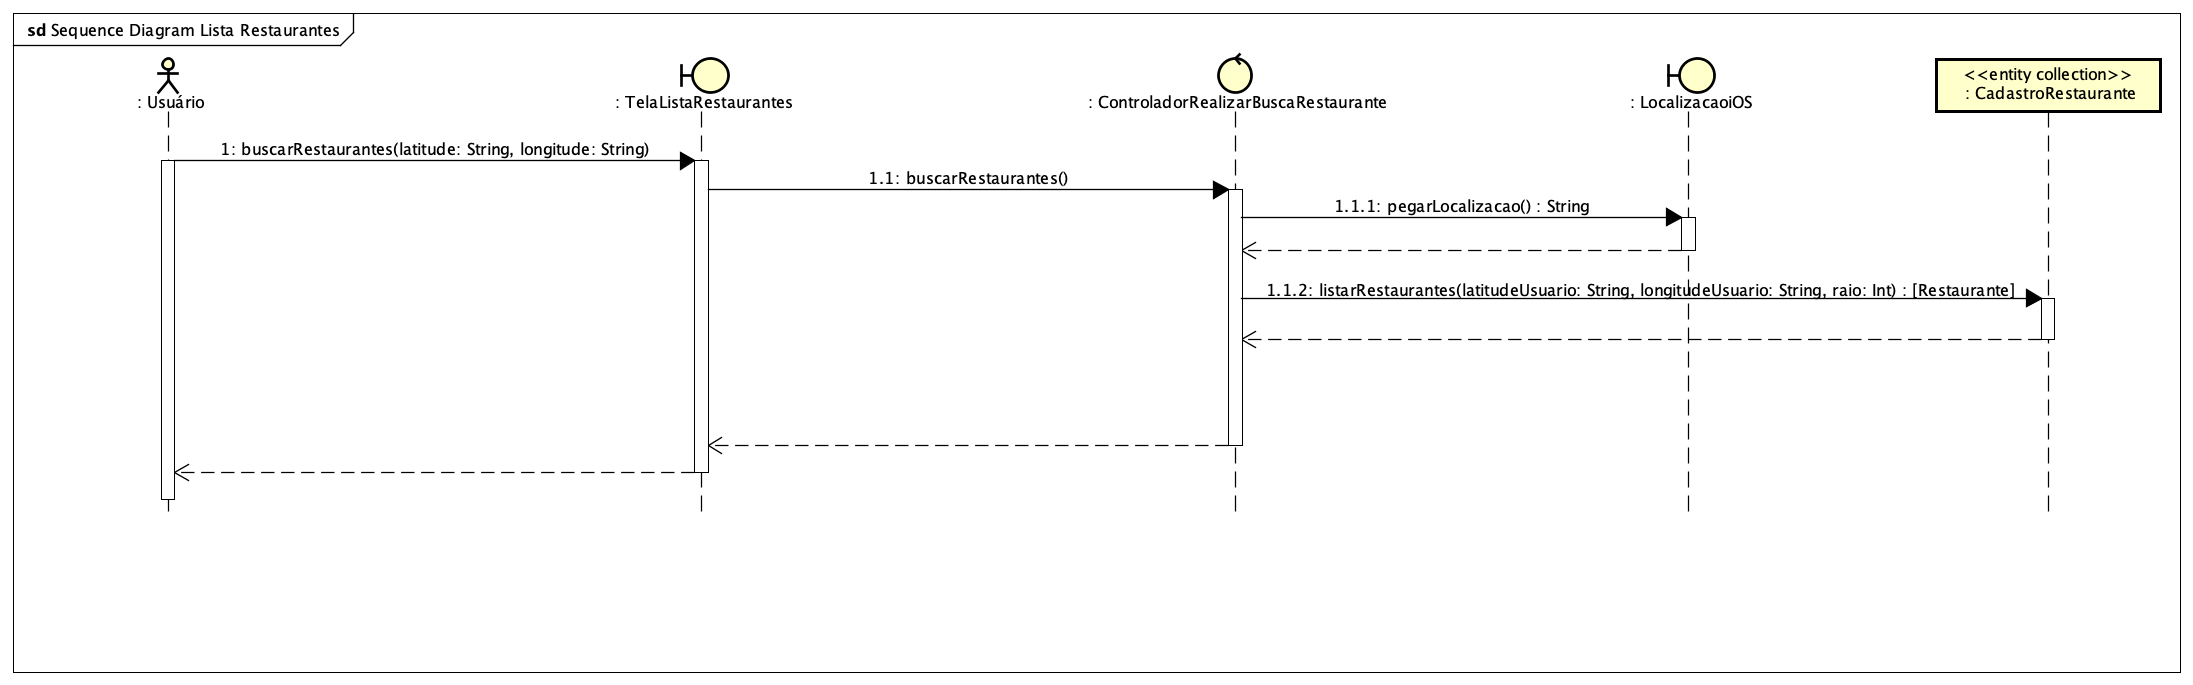 sd Sequence Diagram Lista Restaurantes
: Usuário
: TelaListaRestaurantes
: ControladorRealizarBuscaRestaurante
: LocalizacaoiOS
<<entity collection>>
: CadastroRestaurante
1: buscarRestaurantes(latitude: String, longitude: String)
1.1: buscarRestaurantes()
1.1.1: pegarLocalizacao() : String
1.1.2: listarRestaurantes(latitudeUsuario: String, longitudeUsuario: String, raio: Int) : [Restaurante]